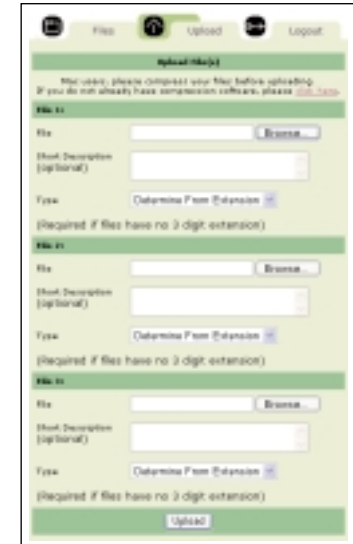 Files Upload Logout
Upload File(s)
Mac users, please compress your files before uploading.
If you do not already have compression software, please click here.
File 1:
File Browse...
Short Description
(optional)
Type Determine From Extension
(Required if files have no 3 digit extension)
File 2:
File Browse...
Short Description
(optional)
Type Determine From Extension
(Required if files have no 3 digit extension)
File 3:
File Browse...
Short Description
(optional)
Type Determine From Extension
(Required if files have no 3 digit extension)
Upload